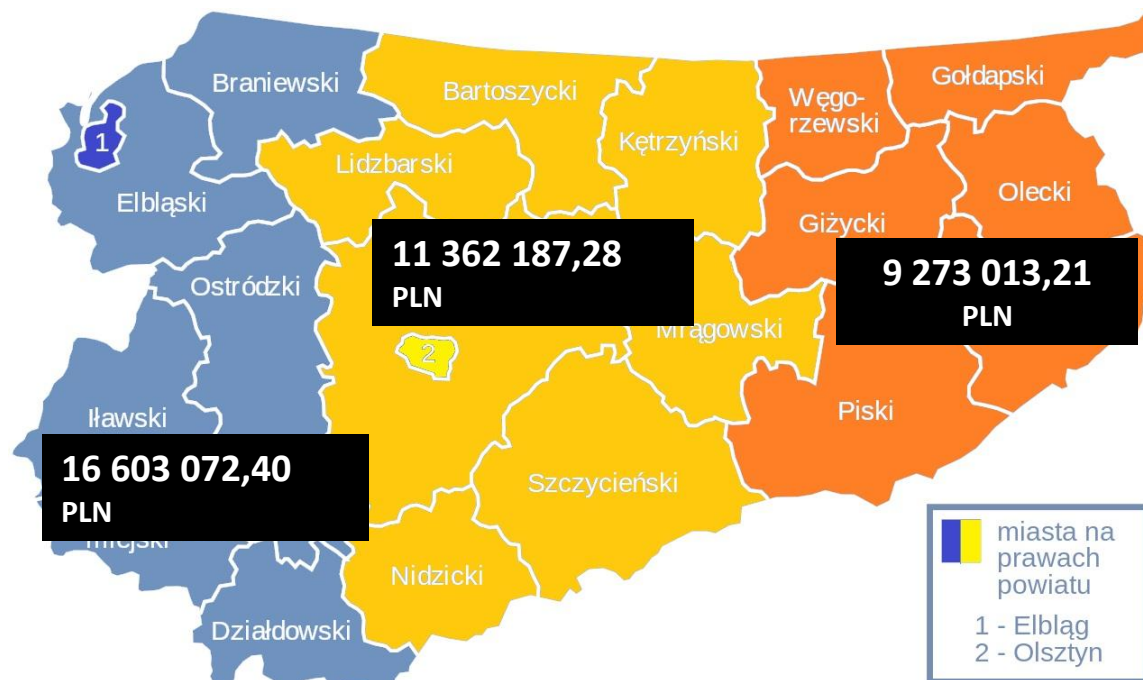 Braniewski
Bartoszycki
Węgo-
rzewski
Gołdapski
1
Lidzbarski
Kętrzyński
Elbląski
Olecki
Giżycki
11 362 187,28
PLN
9 273 013,21
PLN
Ostródzki
Mrągowski
2
Iławski
Piski
16 603 072,40
PLN
Szczycieński
miejski
Nidzicki
Działdowski
miasta na
prawach
powiatu
1 - Elbląg
2 - Olsztyn